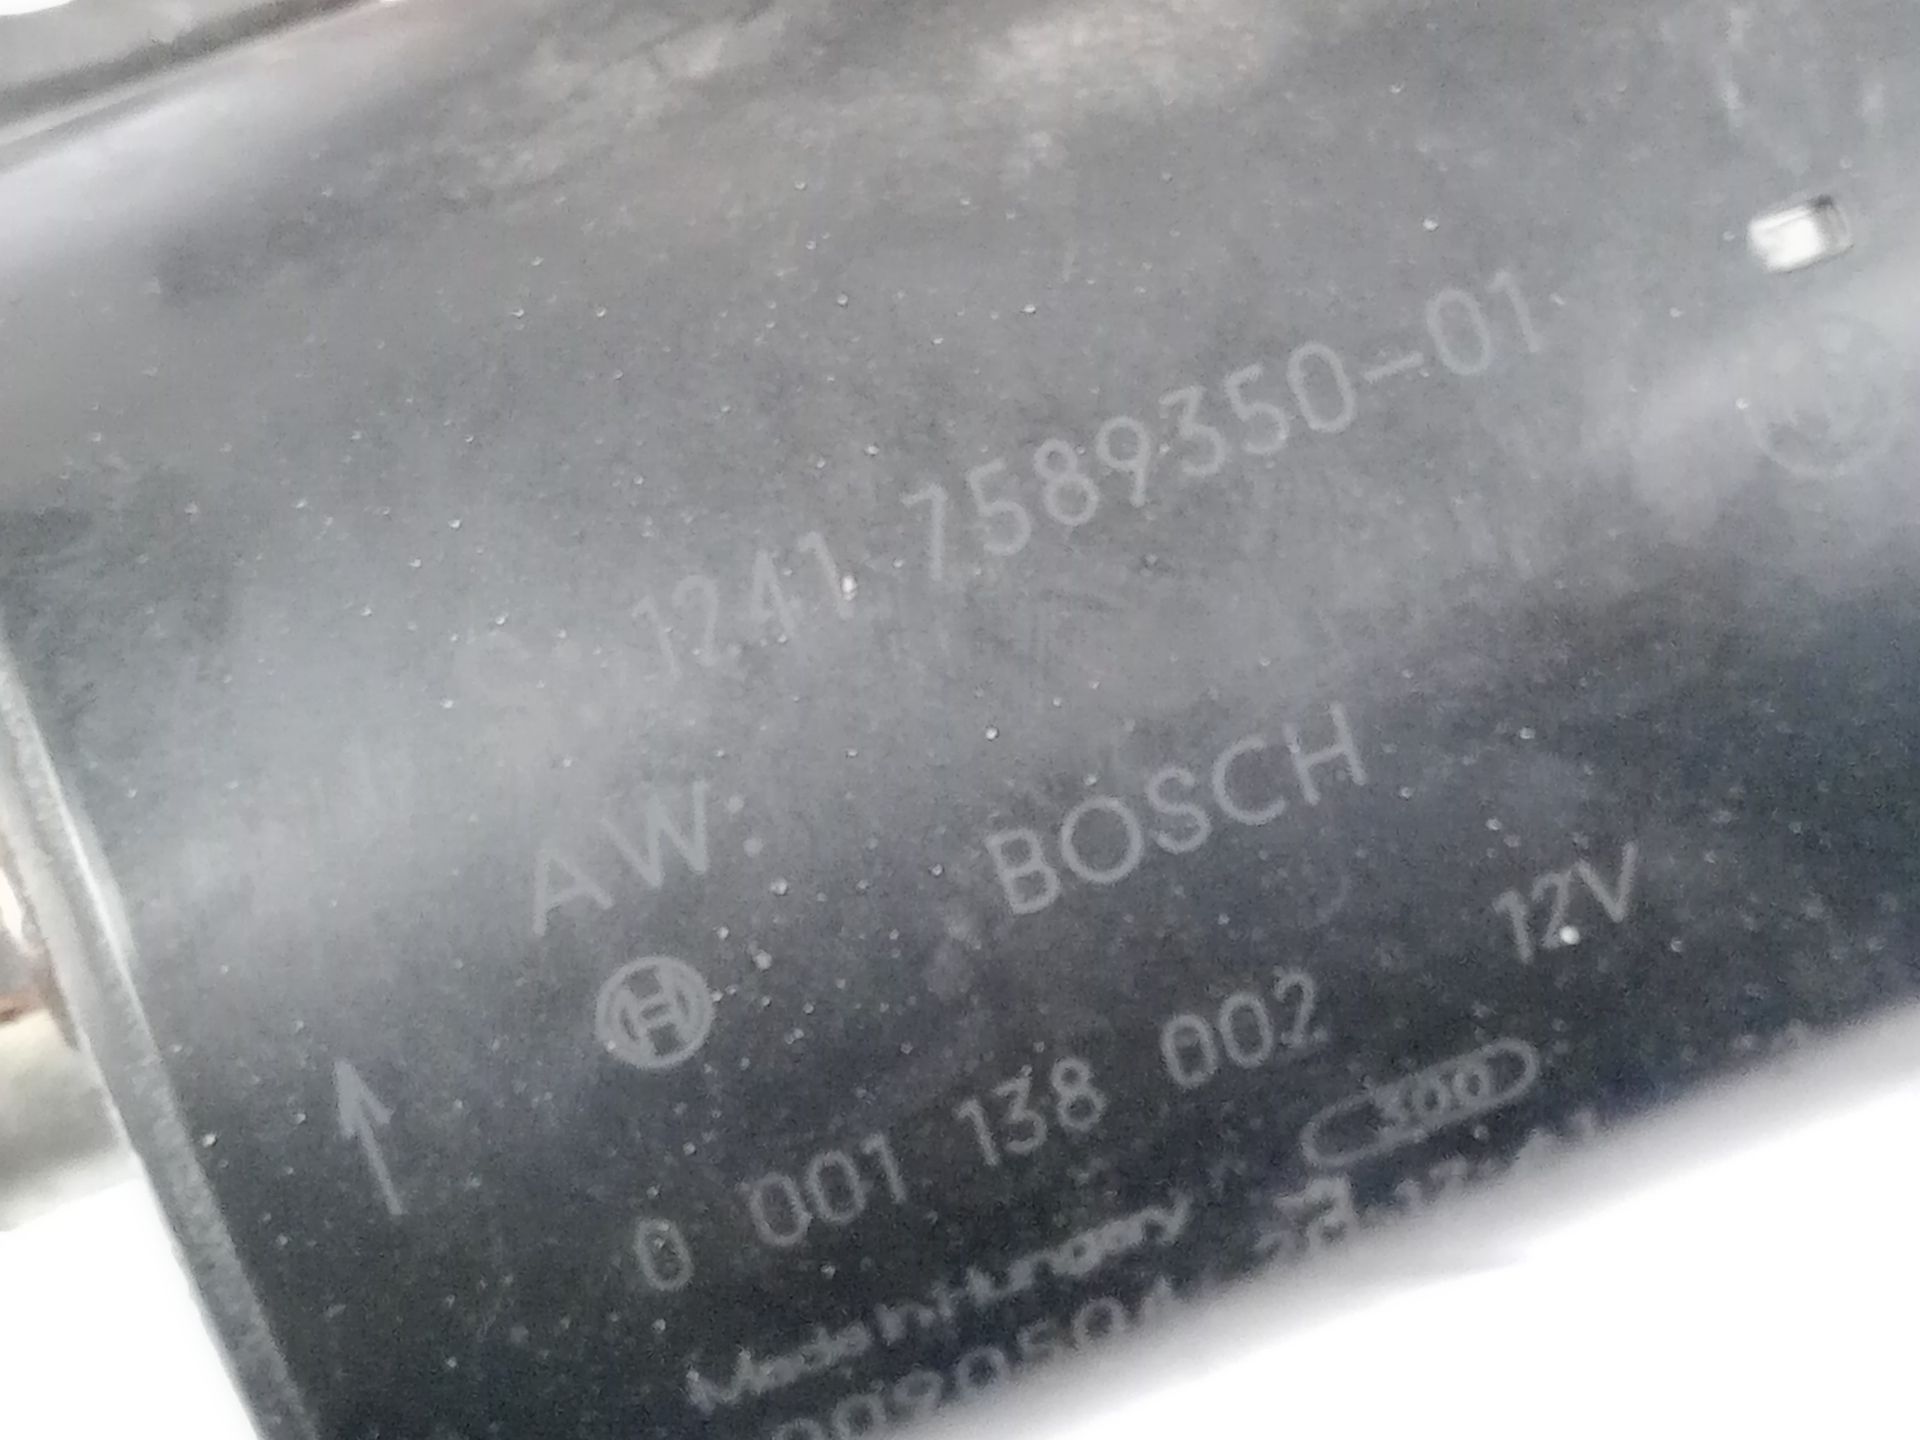 1241 7589350-01
AW
BOSCH
12V
0 001 138 002
300
Made in Hungary